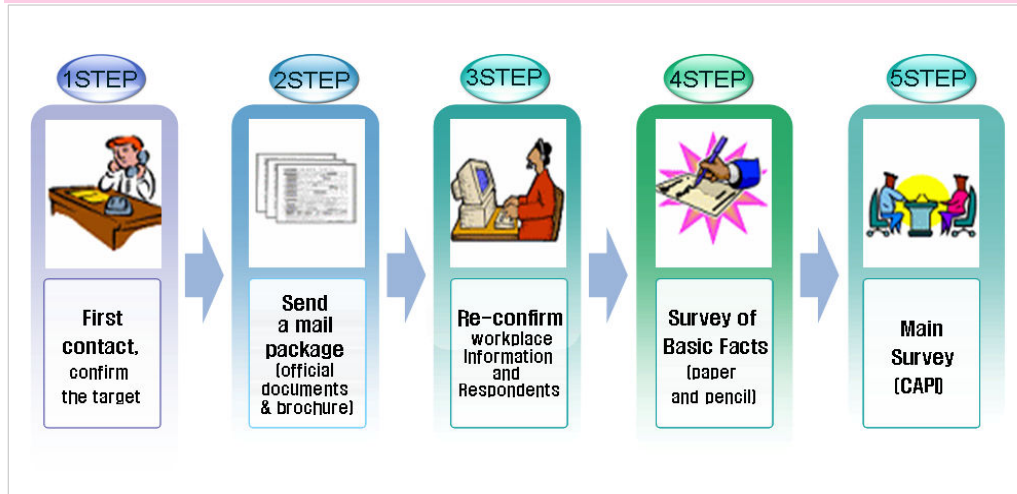 1STEP
First
contact,
confirm
the target
2STEP
Send
a mail
package
(official
documents
& brochure)
3STEP
Re-confirm
workplace
Information
and
Respondents
4STEP
Survey of
Basic Facts
(paper
and pencil)
5STEP
Main
Survey
(CAPI)